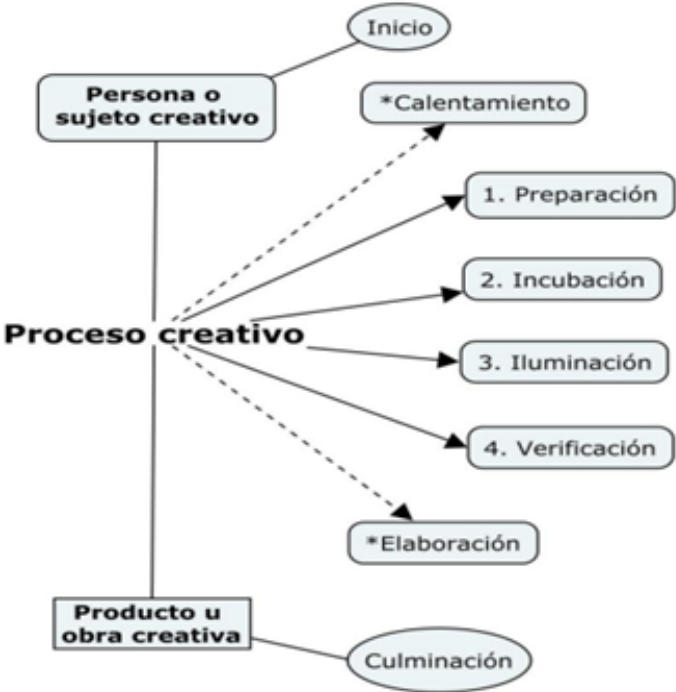 Inicio
Persona o
sujeto creativo
*Calentamiento
1. Preparación
2. Incubación
Proceso creativo
3. Iluminación
4. Verificación
*Elaboración
Producto u
obra creativa
Culminación